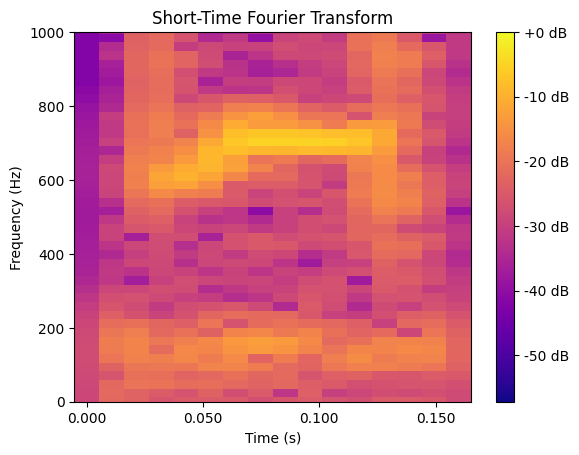 Short-Time Fourier Transform
Frequency (Hz)
1000
800
600
400
200
0
0.000 0.050 0.100 0.150
Time (s)
+0 dB
-10 dB
-20 dB
-30 dB
-40 dB
-50 dB